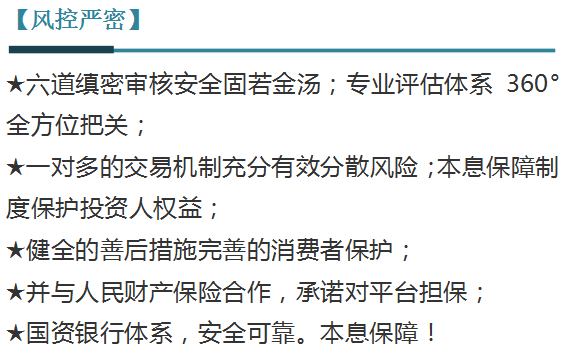 【风控严密】
★六道缜密审核安全固若金汤；专业评估体系 360°
全方位把关；
★一对多的交易机制充分有效分散风险；本息保障制
度保护投资人权益；
★健全的善后措施完善的消费者保护；
★并与人民财产保险合作，承诺对平台担保；
★国资银行体系，安全可靠。本息保障！